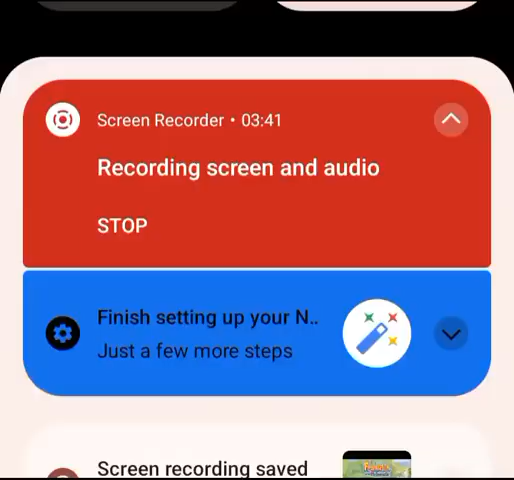 Screen Recorder • 03:41
Recording screen and audio
STOP
Finish setting up your N..
Just a few more steps
Screen recording saved